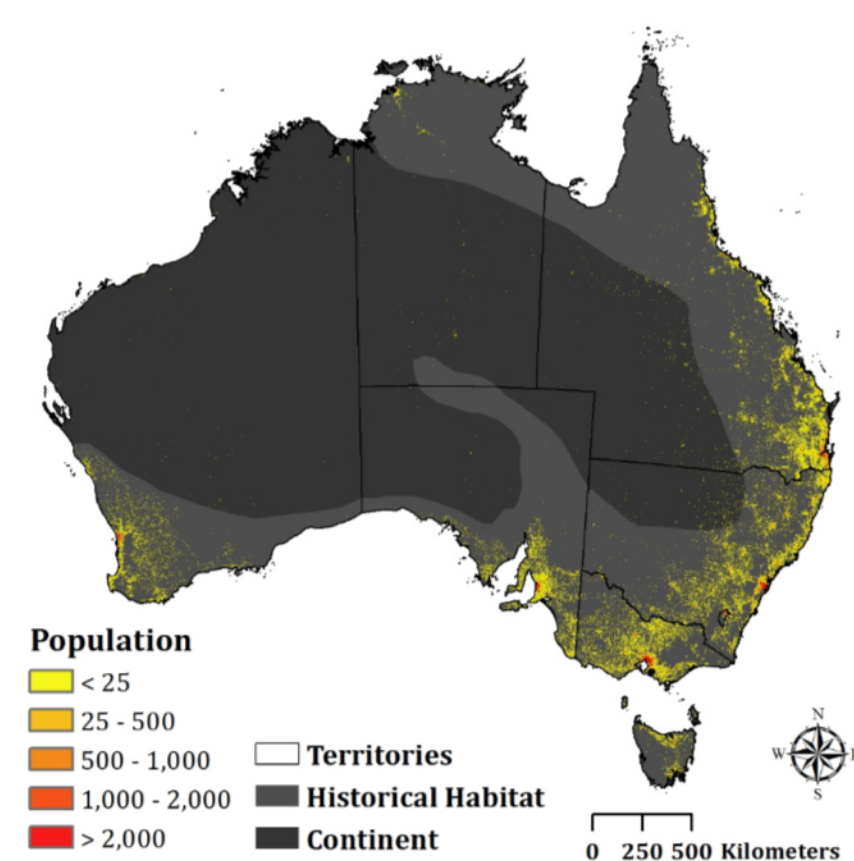 Population
< 25
25 - 500
500 - 1,000
1,000 - 2,000
> 2,000
Territories
Historical Habitat
Continent
N
W
S
0 250 500 Kilometers